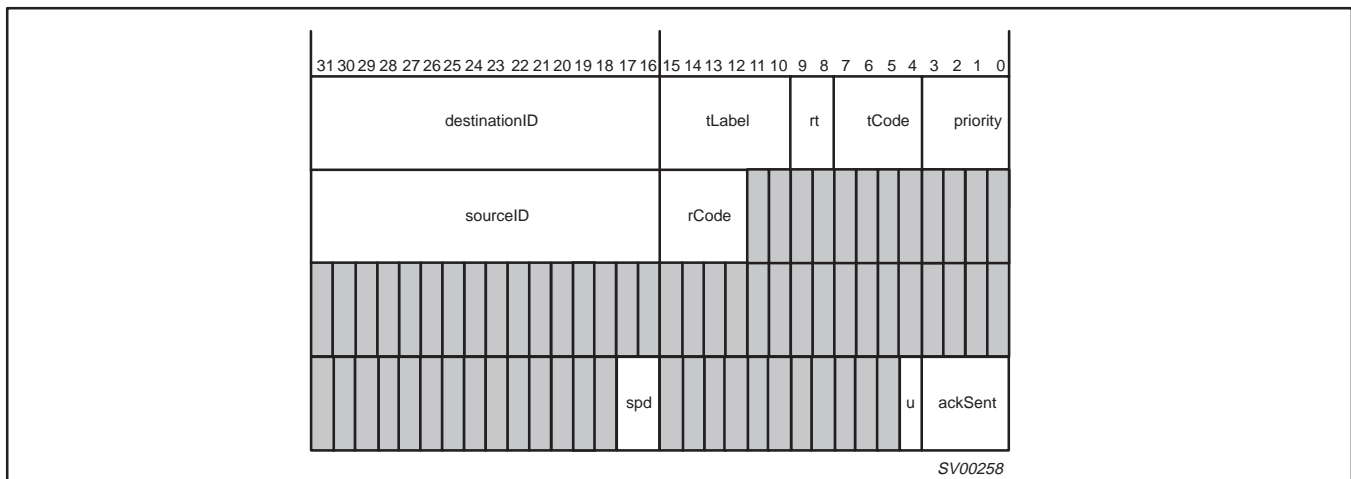 31 30 29 28 27 26 25 24 23 22 21 20 19 18 17 16 15 14 13 12 11 10 9 8 7 6 5 4 3 2 1 0
destinationID tLabel rt tCode priority
sourceID rCode
spd u ackSent
SV00258